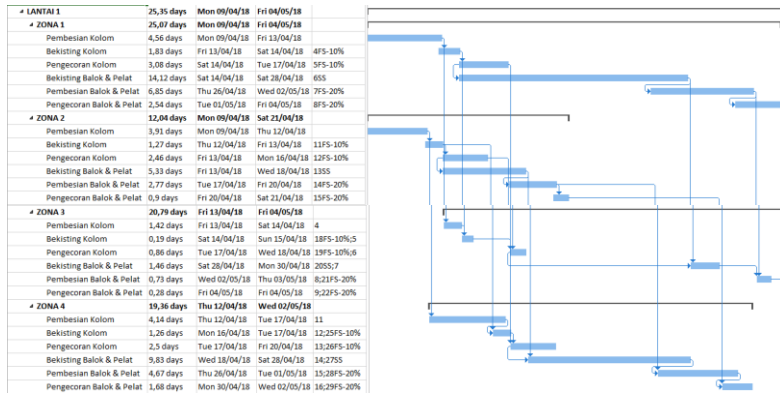 LANTAI 1 25,35 days Mon 09/04/18 Fri 04/05/18
ZONA 1 25,07 days Mon 09/04/18 Fri 04/05/18
Pembesian Kolom 4,56 days Mon 09/04/18 Fri 13/04/18
Bekisting Kolom 1,83 days Fri 13/04/18 Sat 14/04/18 4FS-10%
Pengecoran Kolom 3,08 days Sat 14/04/18 Tue 17/04/18 5FS-10%
Bekisting Balok & Pelat 14,12 days Sat 14/04/18 Sat 28/04/18 6SS
Pembesian Balok & Pelat 6,85 days Thu 26/04/18 Wed 02/05/18 7FS-20%
Pengecoran Balok & Pelat 2,54 days Tue 01/05/18 Fri 04/05/18 8FS-20%
ZONA 2 12,04 days Mon 09/04/18 Sat 21/04/18
Pembesian Kolom 3,91 days Mon 09/04/18 Thu 12/04/18
Bekisting Kolom 1,27 days Thu 12/04/18 Fri 13/04/18 11FS-10%
Pengecoran Kolom 2,46 days Fri 13/04/18 Mon 16/04/18 12FS-10%
Bekisting Balok & Pelat 5,33 days Fri 13/04/18 Wed 18/04/18 13SS
Pembesian Balok & Pelat 2,77 days Tue 17/04/18 Fri 20/04/18 14FS-20%
Pengecoran Balok & Pelat 0,9 days Fri 20/04/18 Sat 21/04/18 15FS-20%
ZONA 3 20,79 days Fri 13/04/18 Fri 04/05/18
Pembesian Kolom 1,42 days Fri 13/04/18 Sat 14/04/18 4
Bekisting Kolom 0,19 days Sat 14/04/18 Sun 15/04/18 18FS-10%;5
Pengecoran Kolom 0,86 days Tue 17/04/18 Wed 18/04/18 19FS-10%;6
Bekisting Balok & Pelat 1,46 days Sat 28/04/18 Mon 30/04/18 20SS;7
Pembesian Balok & Pelat 0,73 days Wed 02/05/18 Thu 03/05/18 8;21FS-20%
Pengecoran Balok & Pelat 0,28 days Fri 04/05/18 Fri 04/05/18 9;22FS-20%
ZONA 4 19,36 days Thu 12/04/18 Wed 02/05/18
Pembesian Kolom 4,14 days Thu 12/04/18 Tue 17/04/18 11
Bekisting Kolom 1,26 days Mon 16/04/18 Tue 17/04/18 12;25FS-10%
Pengecoran Kolom 2,5 days Tue 17/04/18 Fri 20/04/18 13;26FS-10%
Bekisting Balok & Pelat 9,83 days Wed 18/04/18 Sat 28/04/18 14;27SS
Pembesian Balok & Pelat 4,67 days Thu 26/04/18 Tue 01/05/18 15;28FS-20%
Pengecoran Balok & Pelat 1,68 days Mon 30/04/18 Wed 02/05/18 16;29FS-20%